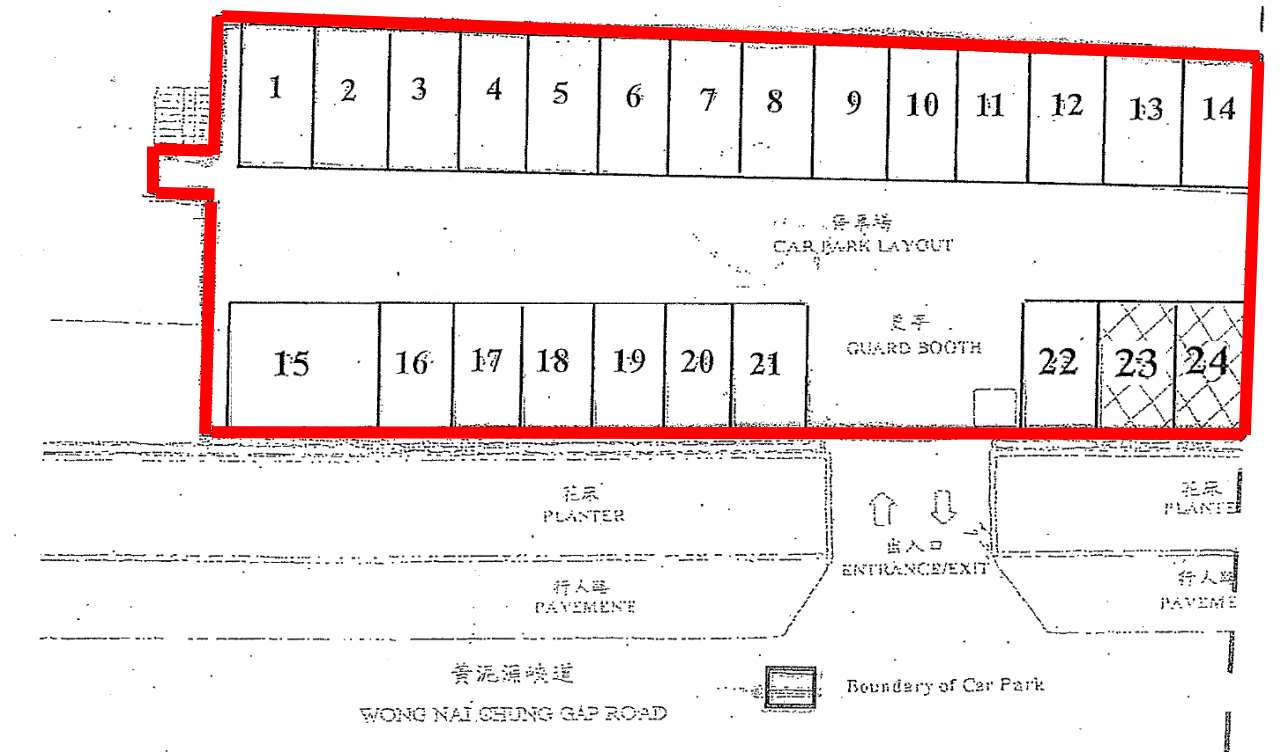 1 2 3 4 5 6 7 8 9 10 11 12 13 14
停車場
CAR PARK LAYOUT
更亭
GUARD BOOTH
15 16 17 18 19 20 21 22 23 24
花床
PLANTER
花床
PLANTE
出入口
ENTRANCE/EXIT
行人路
PAVEMENT
行人路
PAVEME
黃泥涌峽道
WONG NAI CHUNG GAP ROAD
Boundary of Car Park